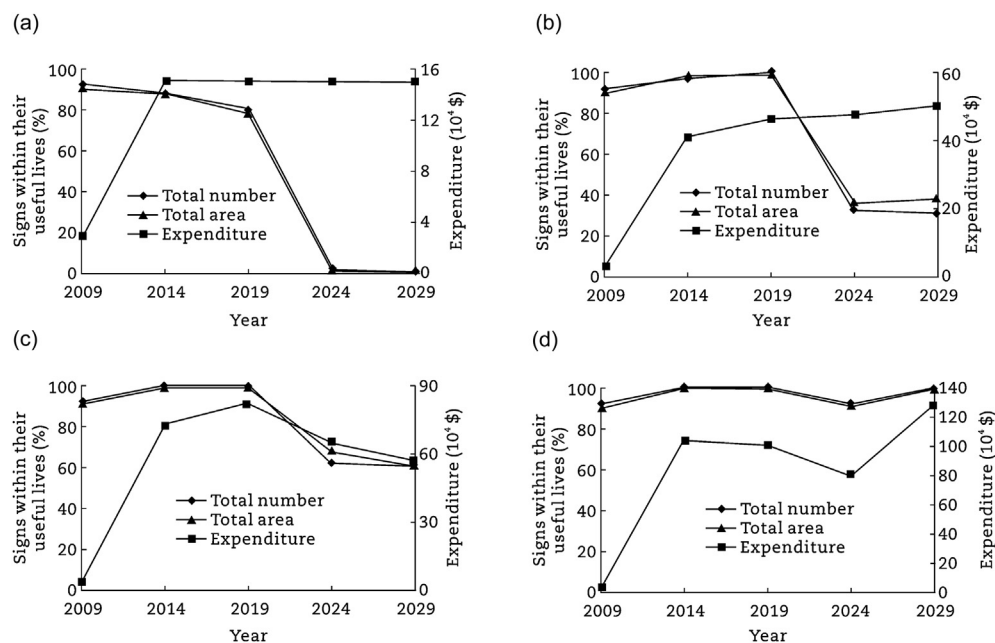 (a)
Signs within their
useful lives (%)
100
80
60
40
20
0
16
12
8
4
0
Expenditure (10⁴ $)
Total number
Total area
Expenditure
2009 2014 2019 2024 2029
Year
(b)
Signs within their
useful lives (%)
100
80
60
40
20
0
60
40
20
0
Expenditure (10⁴ $)
Total number
Total area
Expenditure
2009 2014 2019 2024 2029
Year
(c)
Signs within their
useful lives (%)
100
80
60
40
20
0
90
60
30
0
Expenditure (10⁴ $)
Total number
Total area
Expenditure
2009 2014 2019 2024 2029
Year
(d)
Signs within their
useful lives (%)
100
80
60
40
20
0
140
120
100
80
60
40
20
0
Expenditure (10⁴ $)
Total number
Total area
Expenditure
2009 2014 2019 2024 2029
Year